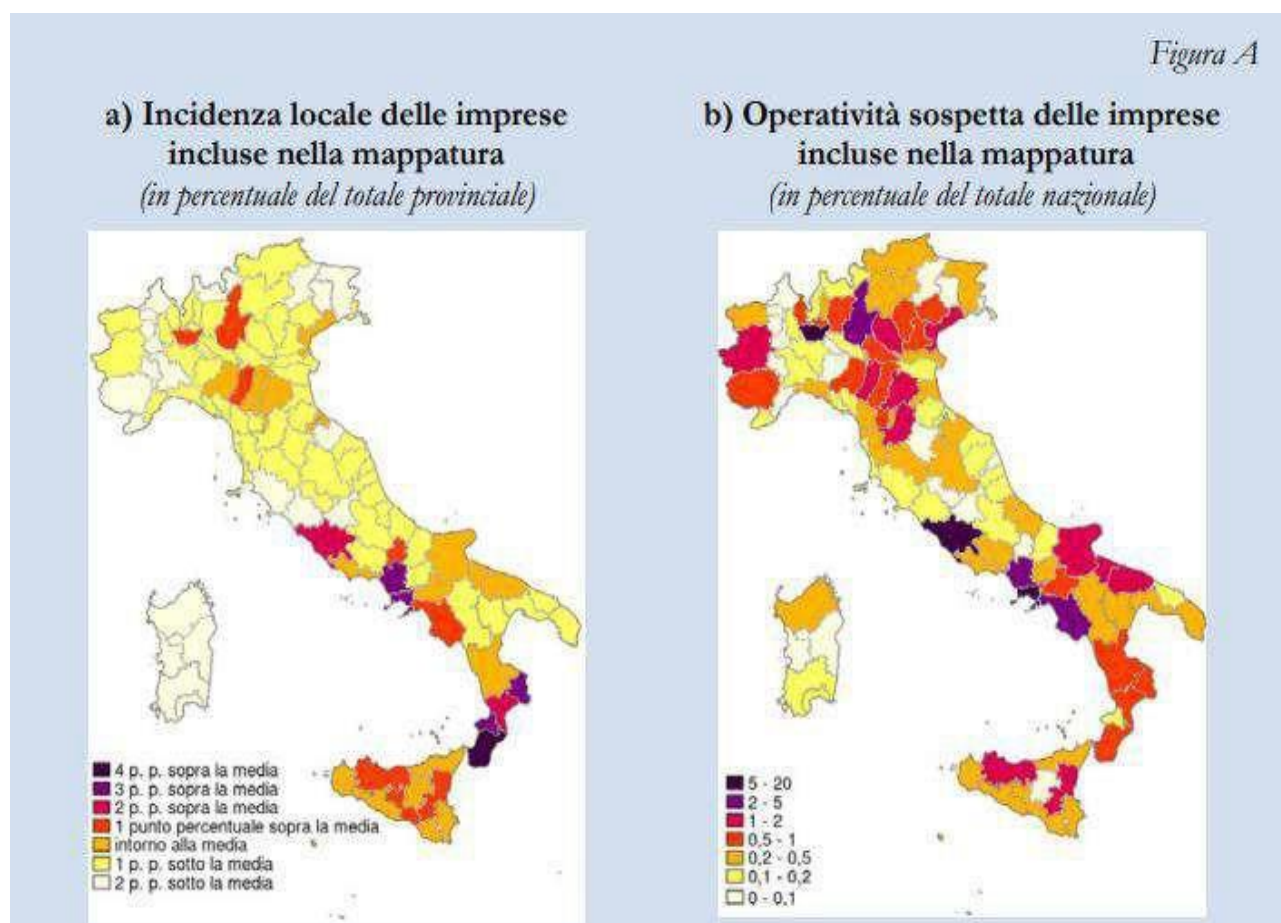 Figura A
a) Incidenza locale delle imprese
incluse nella mappatura
(in percentuale del totale provinciale)
b) Operatività sospetta delle imprese
incluse nella mappatura
(in percentuale del totale nazionale)
4 p. p. sopra la media
3 p. p. sopra la media
2 p. p. sopra la media
1 punto percentuale sopra la media
intorno alla media
1 p. p. sotto la media
2 p. p. sotto la media
5 - 20
2 - 5
1 - 2
0,5 - 1
0,2 - 0,5
0,1 - 0,2
0 - 0,1